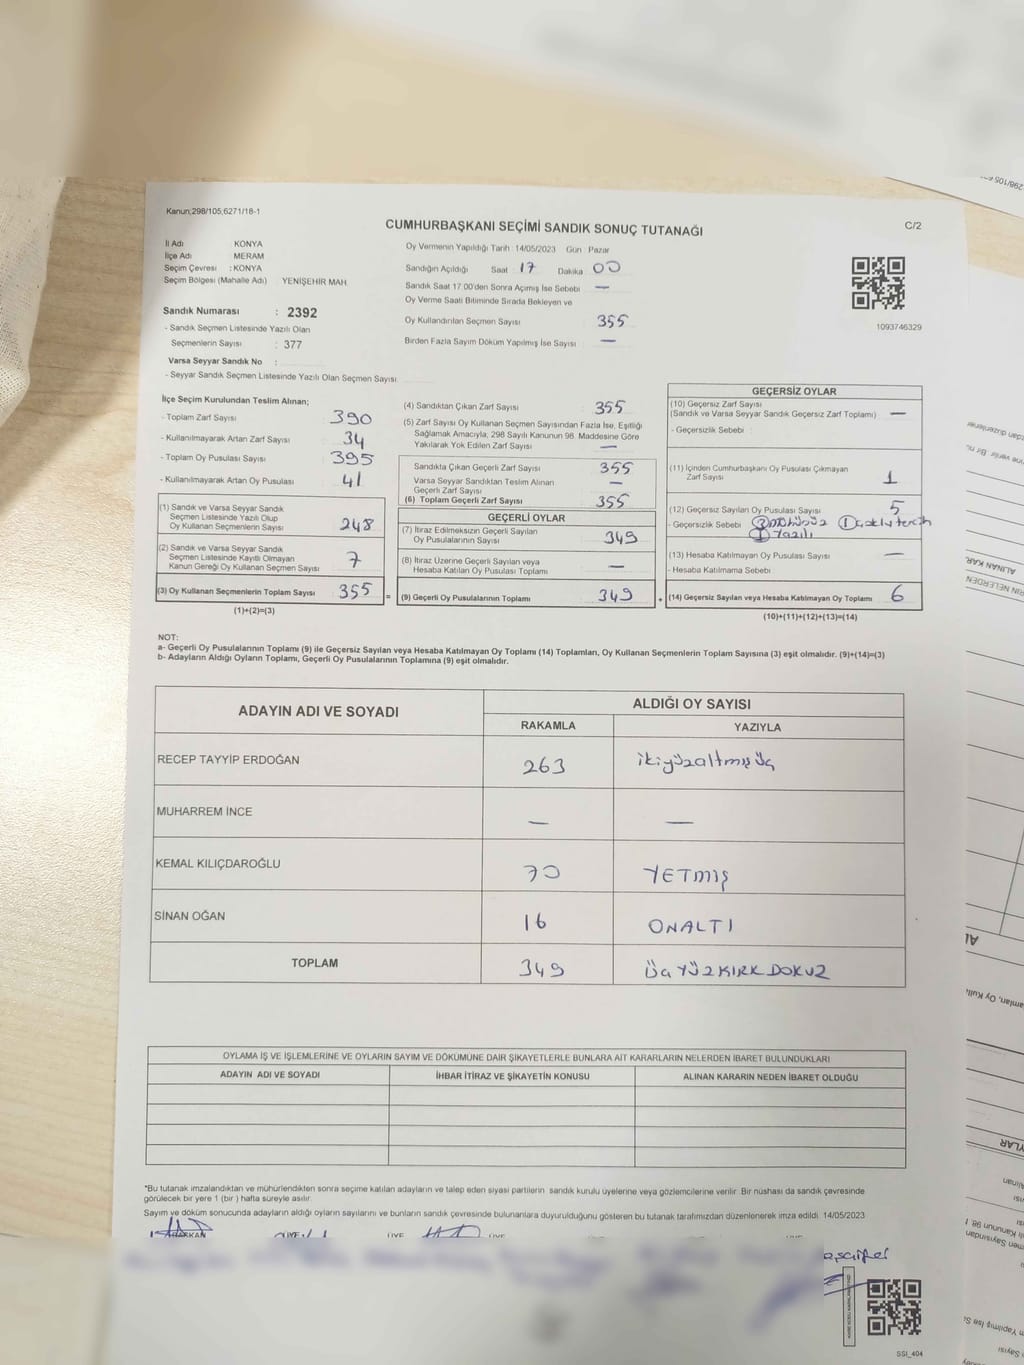 Kanun;298/105;6271/18-1
CUMHURBAŞKANI SEÇİMİ SANDIK SONUÇ TUTANAĞI
C/2
İl Adı KONYA
İlçe Adı MERAM
Seçim Çevresi : KONYA
Seçim Bölgesi (Mahalle Adı) YENİŞEHİR MAH.
Oy Vermenin Yapıldığı Tarih : 14/05/2023 Gün : Pazar
Sandığın Açıldığı Saat 17 Dakika 00
Sandık Saat 17:00'den Sonra Açılmış İse Sebebi —
Oy Verme Saati Bitiminde Sırada Bekleyen ve
Oy Kullandırılan Seçmen Sayısı 355
Birden Fazla Sayım Döküm Yapılmış İse Sayısı —
1093746329
Sandık Numarası : 2392
- Sandık Seçmen Listesinde Yazılı Olan
Seçmenlerin Sayısı : 377
Varsa Seyyar Sandık No :
- Seyyar Sandık Seçmen Listesinde Yazılı Olan Seçmen Sayısı:
İlçe Seçim Kurulundan Teslim Alınan;
- Toplam Zarf Sayısı 390
- Kullanılmayarak Artan Zarf Sayısı 34
- Toplam Oy Pusulası Sayısı 395
- Kullanılmayarak Artan Oy Pusulası 41
(1) Sandık ve Varsa Seyyar Sandık
Seçmen Listesinde Yazılı Olup
Oy Kullanan Seçmenlerin Sayısı 248
(2) Sandık ve Varsa Seyyar Sandık
Seçmen Listesinde Kayıtlı Olmayan
Kanun Gereği Oy Kullanan Seçmen Sayısı 7
(3) Oy Kullanan Seçmenlerin Toplam Sayısı 355 =
(1)+(2)=(3)
(4) Sandıktan Çıkan Zarf Sayısı 355
(5) Zarf Sayısı Oy Kullanan Seçmen Sayısından Fazla İse, Eşitliği
Sağlamak Amacıyla; 298 Sayılı Kanunun 98. Maddesine Göre
Yakılarak Yok Edilen Zarf Sayısı —
Sandıkta Çıkan Geçerli Zarf Sayısı 355
Varsa Seyyar Sandıktan Teslim Alınan
Geçerli Zarf Sayısı —
(6) Toplam Geçerli Zarf Sayısı 355
GEÇERLİ OYLAR
(7) İtiraz Edilmeksizin Geçerli Sayılan
Oy Pusulalarının Sayısı 349
(8) İtiraz Üzerine Geçerli Sayılan veya
Hesaba Katılan Oy Pusulası Toplamı —
(9) Geçerli Oy Pusulalarının Toplamı 349 +
GEÇERSİZ OYLAR
(10) Geçersiz Zarf Sayısı
(Sandık ve Varsa Seyyar Sandık Geçersiz Zarf Toplamı) —
- Geçersizlik Sebebi :
(11) İçinden Cumhurbaşkanı Oy Pusulası Çıkmayan
Zarf Sayısı 1
(12) Geçersiz Sayılan Oy Pusulası Sayısı 5
Geçersizlik Sebebi
(13) Hesaba Katılmayan Oy Pusulası Sayısı —
- Hesaba Katılmama Sebebi
(14) Geçersiz Sayılan veya Hesaba Katılmayan Oy Toplamı 6
(10)+(11)+(12)+(13)=(14)
NOT:
a- Geçerli Oy Pusulalarının Toplamı (9) ile Geçersiz Sayılan veya Hesaba Katılmayan Oy Toplamı (14) Toplamları, Oy Kullanan Seçmenlerin Toplam Sayısına (3) eşit olmalıdır. (9)+(14)=(3)
b- Adayların Aldığı Oyların Toplamı, Geçerli Oy Pusulalarının Toplamına (9) eşit olmalıdır.
ADAYIN ADI VE SOYADI
ALDIĞI OY SAYISI
RAKAMLA YAZIYLA
RECEP TAYYİP ERDOĞAN 263 ikiyüzaltmışüç
MUHARREM İNCE — —
KEMAL KILIÇDAROĞLU 70 YETMİŞ
SİNAN OĞAN 16 ONALTI
TOPLAM 349 ÜçYÜZKIRKDOKUZ
OYLAMA İŞ VE İŞLEMLERİNE VE OYLARIN SAYIM VE DÖKÜMÜNE DAİR ŞİKAYETLERLE BUNLARA AİT KARARLARIN NELERDEN İBARET BULUNDUKLARI
ADAYIN ADI VE SOYADI İHBAR İTİRAZ VE ŞİKAYETİN KONUSU ALINAN KARARIN NEDEN İBARET OLDUĞU
*Bu tutanak imzalandıktan ve mühürlendikten sonra seçime katılan adayların ve talep eden siyasi partilerin sandık kurulu üyelerine veya gözlemcilerine verilir. Bir nüshası da sandık çevresinde
görülecek bir yere 1 (bir) hafta süreyle asılır.
Sayım ve döküm sonucunda adayların aldığı oyların sayılarını ve bunların sandık çevresinde bulunanlara duyurulduğunu gösteren bu tutanak tarafımızdan düzenlenerek imza edildi. 14/05/2023
BAŞKAN ÜYE ÜYE ÜYE
SSI_404